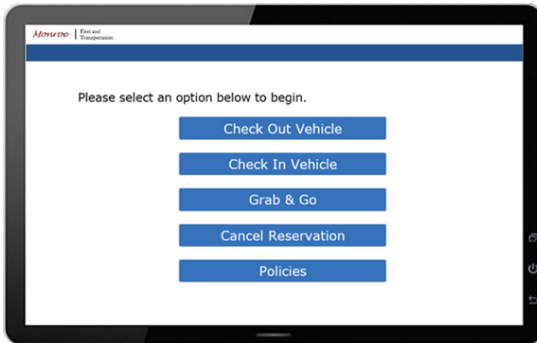 Monroe Fleet and
Transportation
Please select an option below to begin.
Check Out Vehicle
Check In Vehicle
Grab & Go
Cancel Reservation
Policies